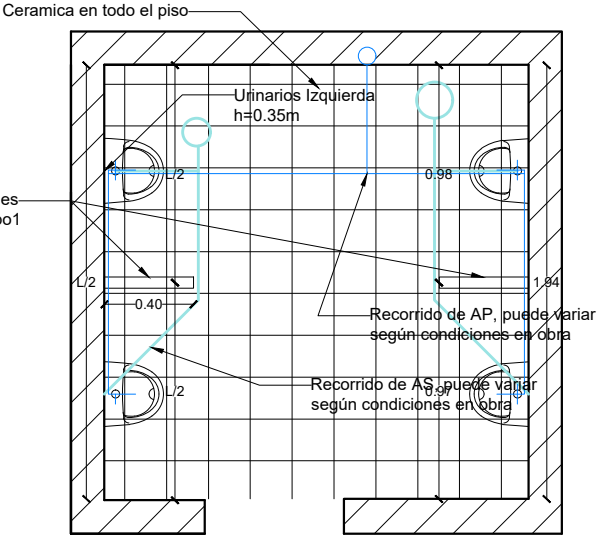 Ceramica en todo el piso
Urinarios Izquierda
h=0.35m
L/2
0.98
es
L/2
0.40
1.94
Recorrido de AP, puede variar
según condiciones en obra
Recorrido de AS, puede variar
según condiciones en obra
L/2
0.97